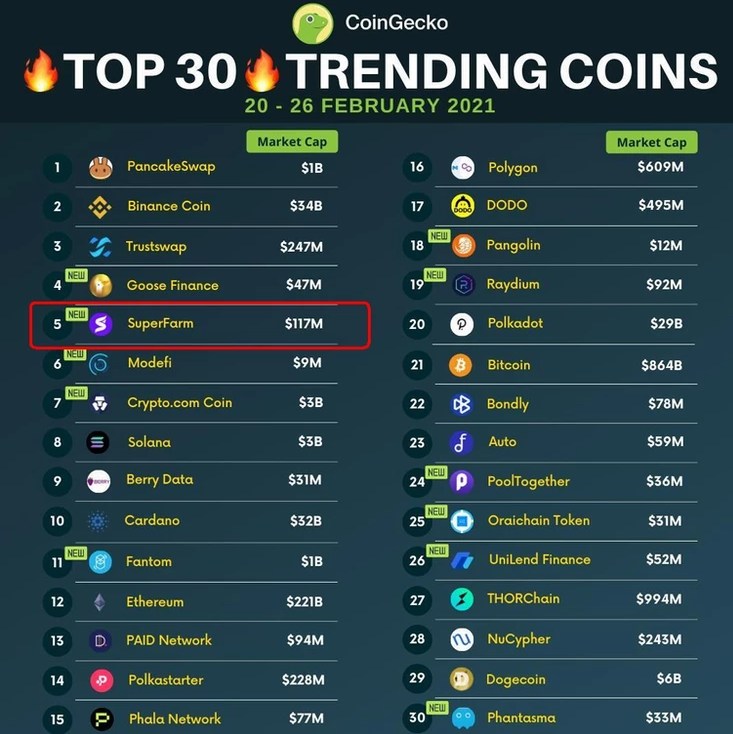 CoinGecko
TOP 30 TRENDING COINS
20 - 26 FEBRUARY 2021
Market Cap
1 PancakeSwap $1B
2 Binance Coin $34B
3 Trustswap $247M
4 NEW Goose Finance $47M
5 NEW SuperFarm $117M
6 NEW Modefi $9M
7 NEW Crypto.com Coin $3B
8 Solana $3B
9 BERRY Berry Data $31M
10 Cardano $32B
11 NEW Fantom $1B
12 Ethereum $221B
13 D. PAID Network $94M
14 Polkastarter $228M
15 Phala Network $77M
Market Cap
16 Polygon $609M
17 DODO DODO $495M
18 NEW Pangolin $12M
19 NEW Raydium $92M
20 Polkadot $29B
21 Bitcoin $864B
22 Bondly $78M
23 Auto $59M
24 NEW PoolTogether $36M
25 NEW Oraichain Token $31M
26 NEW UniLend Finance $52M
27 THORChain $994M
28 NuCypher $243M
29 Dogecoin $6B
30 NEW Phantasma $33M